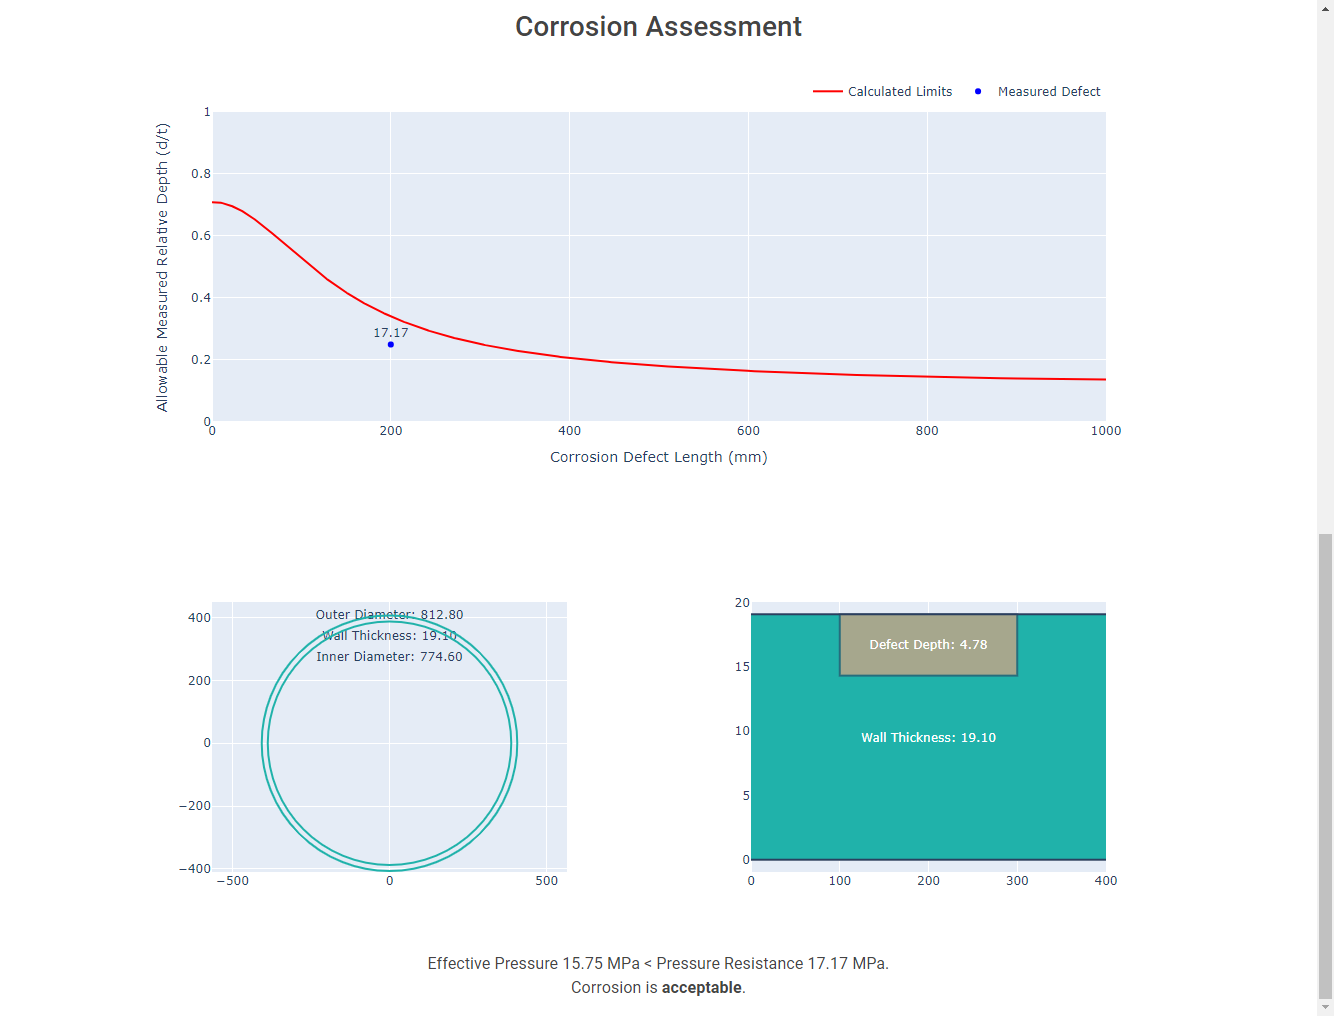 Corrosion Assessment
Calculated Limits
Measured Defect
Allowable Measured Relative Depth (d/t)
1
0.8
0.6
0.4
0.2
0
17.17
0
200
400
600
800
1000
Corrosion Defect Length (mm)
400
200
0
−200
−400
Outer Diameter: 812.80
Wall Thickness: 19.10
Inner Diameter: 774.60
−500
0
500
20
15
10
5
0
Defect Depth: 4.78
Wall Thickness: 19.10
0
100
200
300
400
Effective Pressure 15.75 MPa < Pressure Resistance 17.17 MPa.
Corrosion is acceptable.